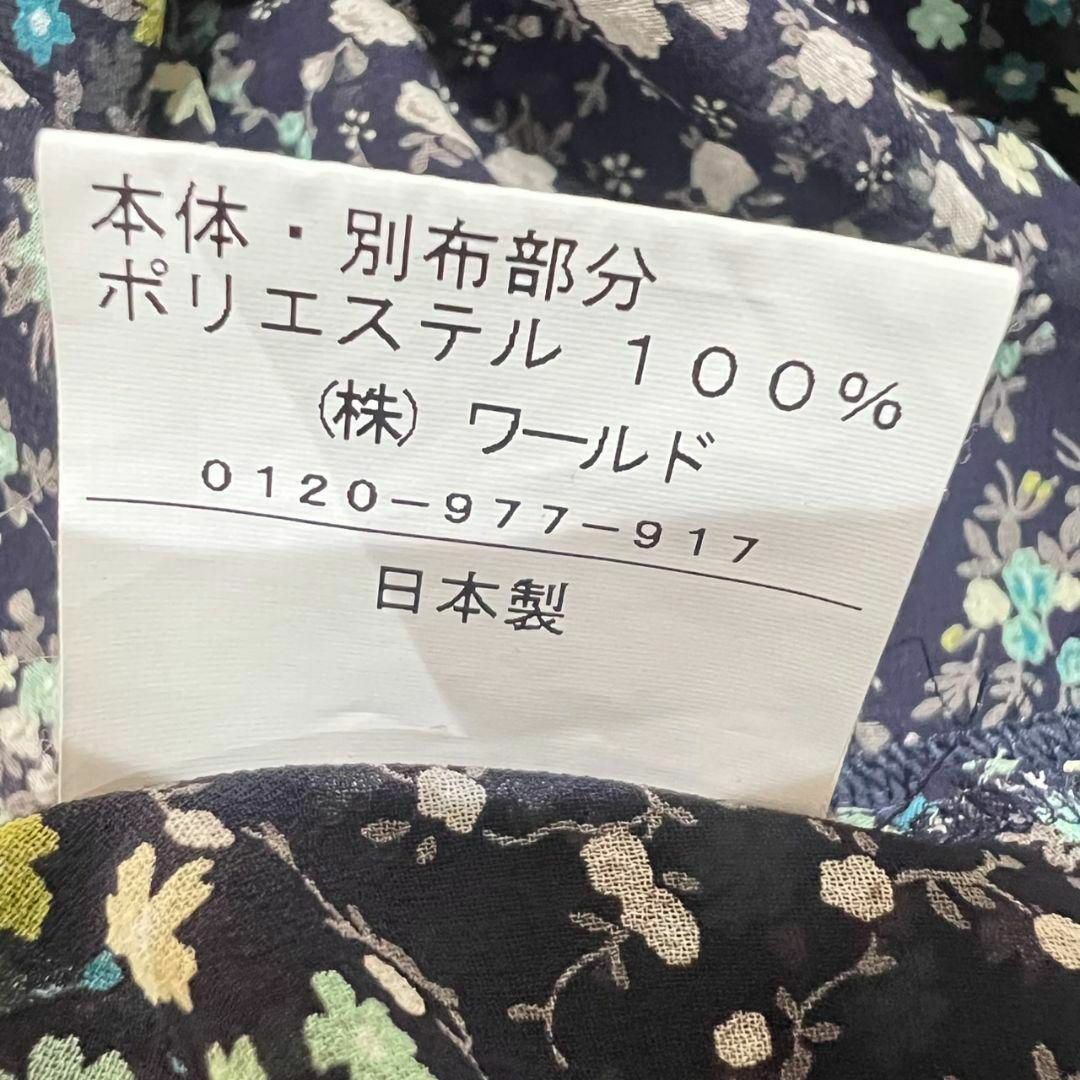 本体・別布部分
ポリエステル １００％
（株）ワールド
０１２０－９７７－９１７
日本製